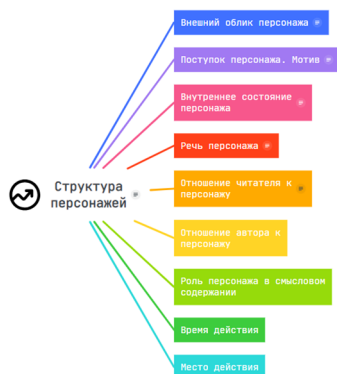 Внешний облик персонажа
Поступок персонажа. Мотив
Внутреннее состояние
персонажа
Речь персонажа
Структура
персонажей
Отношение читателя к
персонажу
Отношение автора к
персонажу
Роль персонажа в смысловом
содержании
Время действия
Место действия